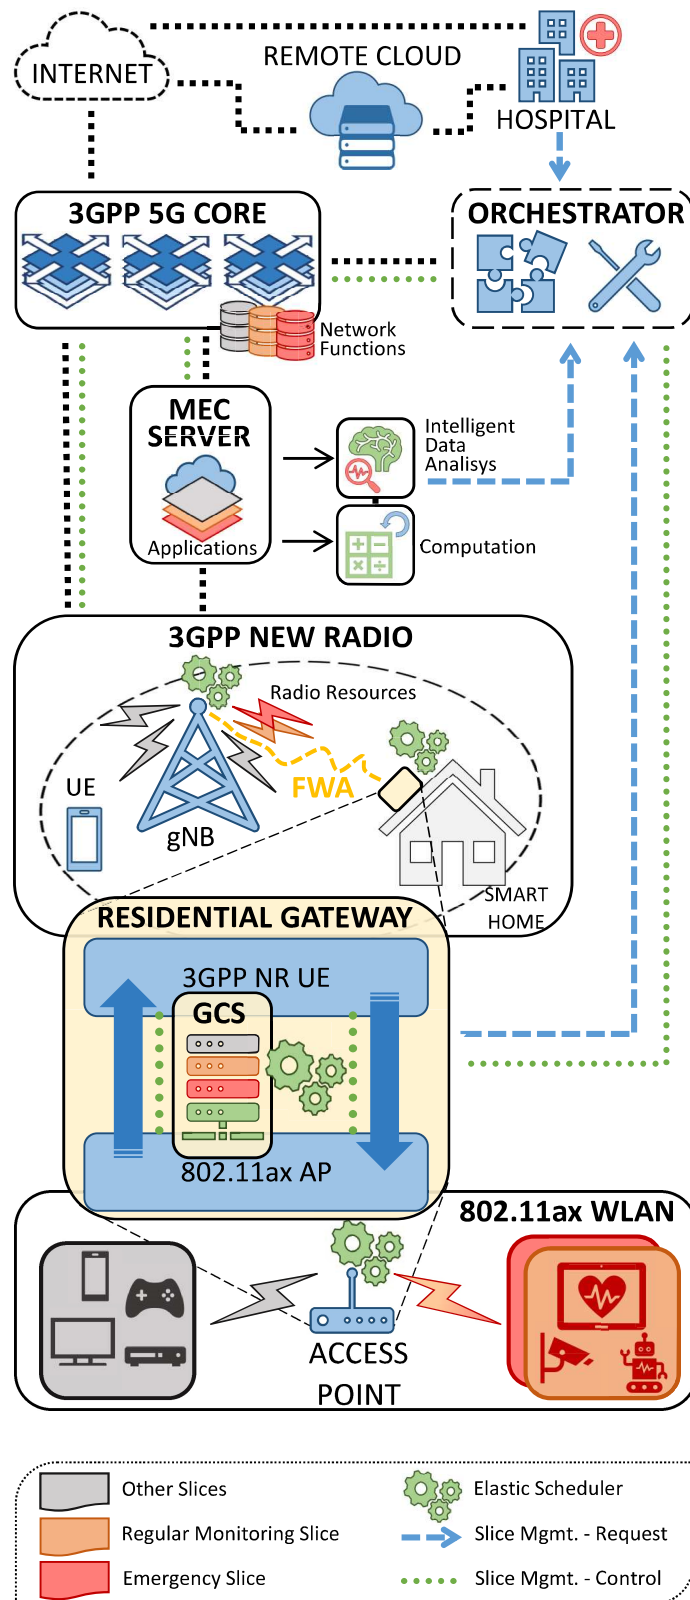 INTERNET
REMOTE CLOUD
HOSPITAL
3GPP 5G CORE
ORCHESTRATOR
Network
Functions
MEC
SERVER
Applications
Intelligent
Data
Analisys
Computation
3GPP NEW RADIO
Radio Resources
FWA
UE
gNB
SMART
HOME
RESIDENTIAL GATEWAY
3GPP NR UE
GCS
802.11ax AP
802.11ax WLAN
ACCESS
POINT
Other Slices
Elastic Scheduler
Regular Monitoring Slice
Slice Mgmt. - Request
Emergency Slice
Slice Mgmt. - Control